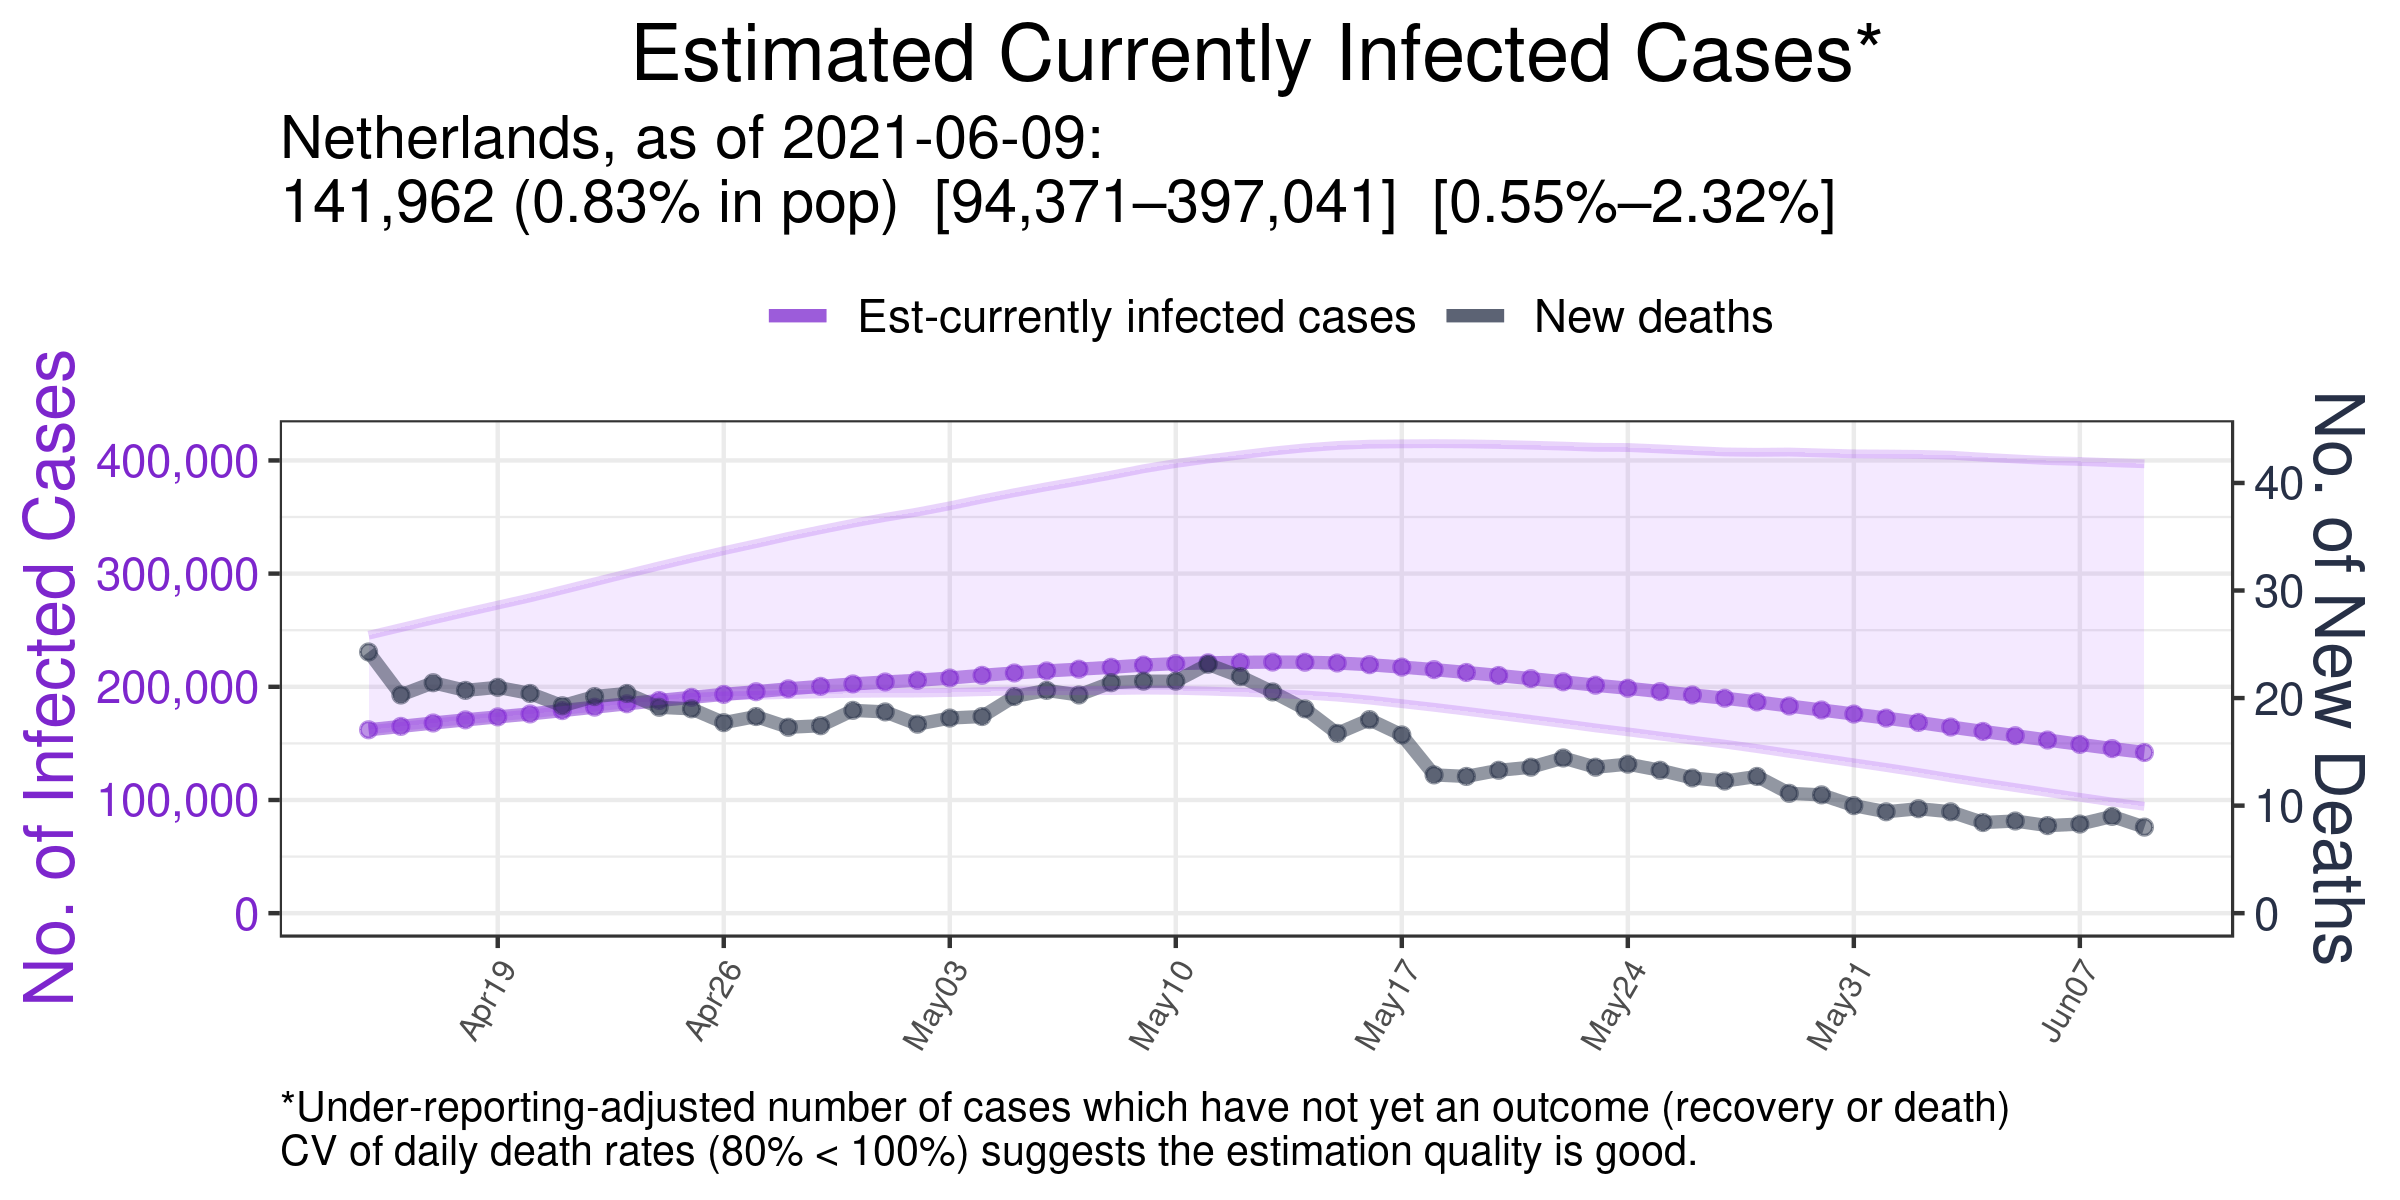 Estimated Currently Infected Cases*
Netherlands, as of 2021-06-09:
141,962 (0.83% in pop) [94,371–397,041] [0.55%–2.32%]
Est-currently infected cases
New deaths
No. of Infected Cases
400,000
300,000
200,000
100,000
0
No. of New Deaths
40
30
20
10
0
Apr19
Apr26
May03
May10
May17
May24
May31
Jun07
*Under-reporting-adjusted number of cases which have not yet an outcome (recovery or death)
CV of daily death rates (80% < 100%) suggests the estimation quality is good.